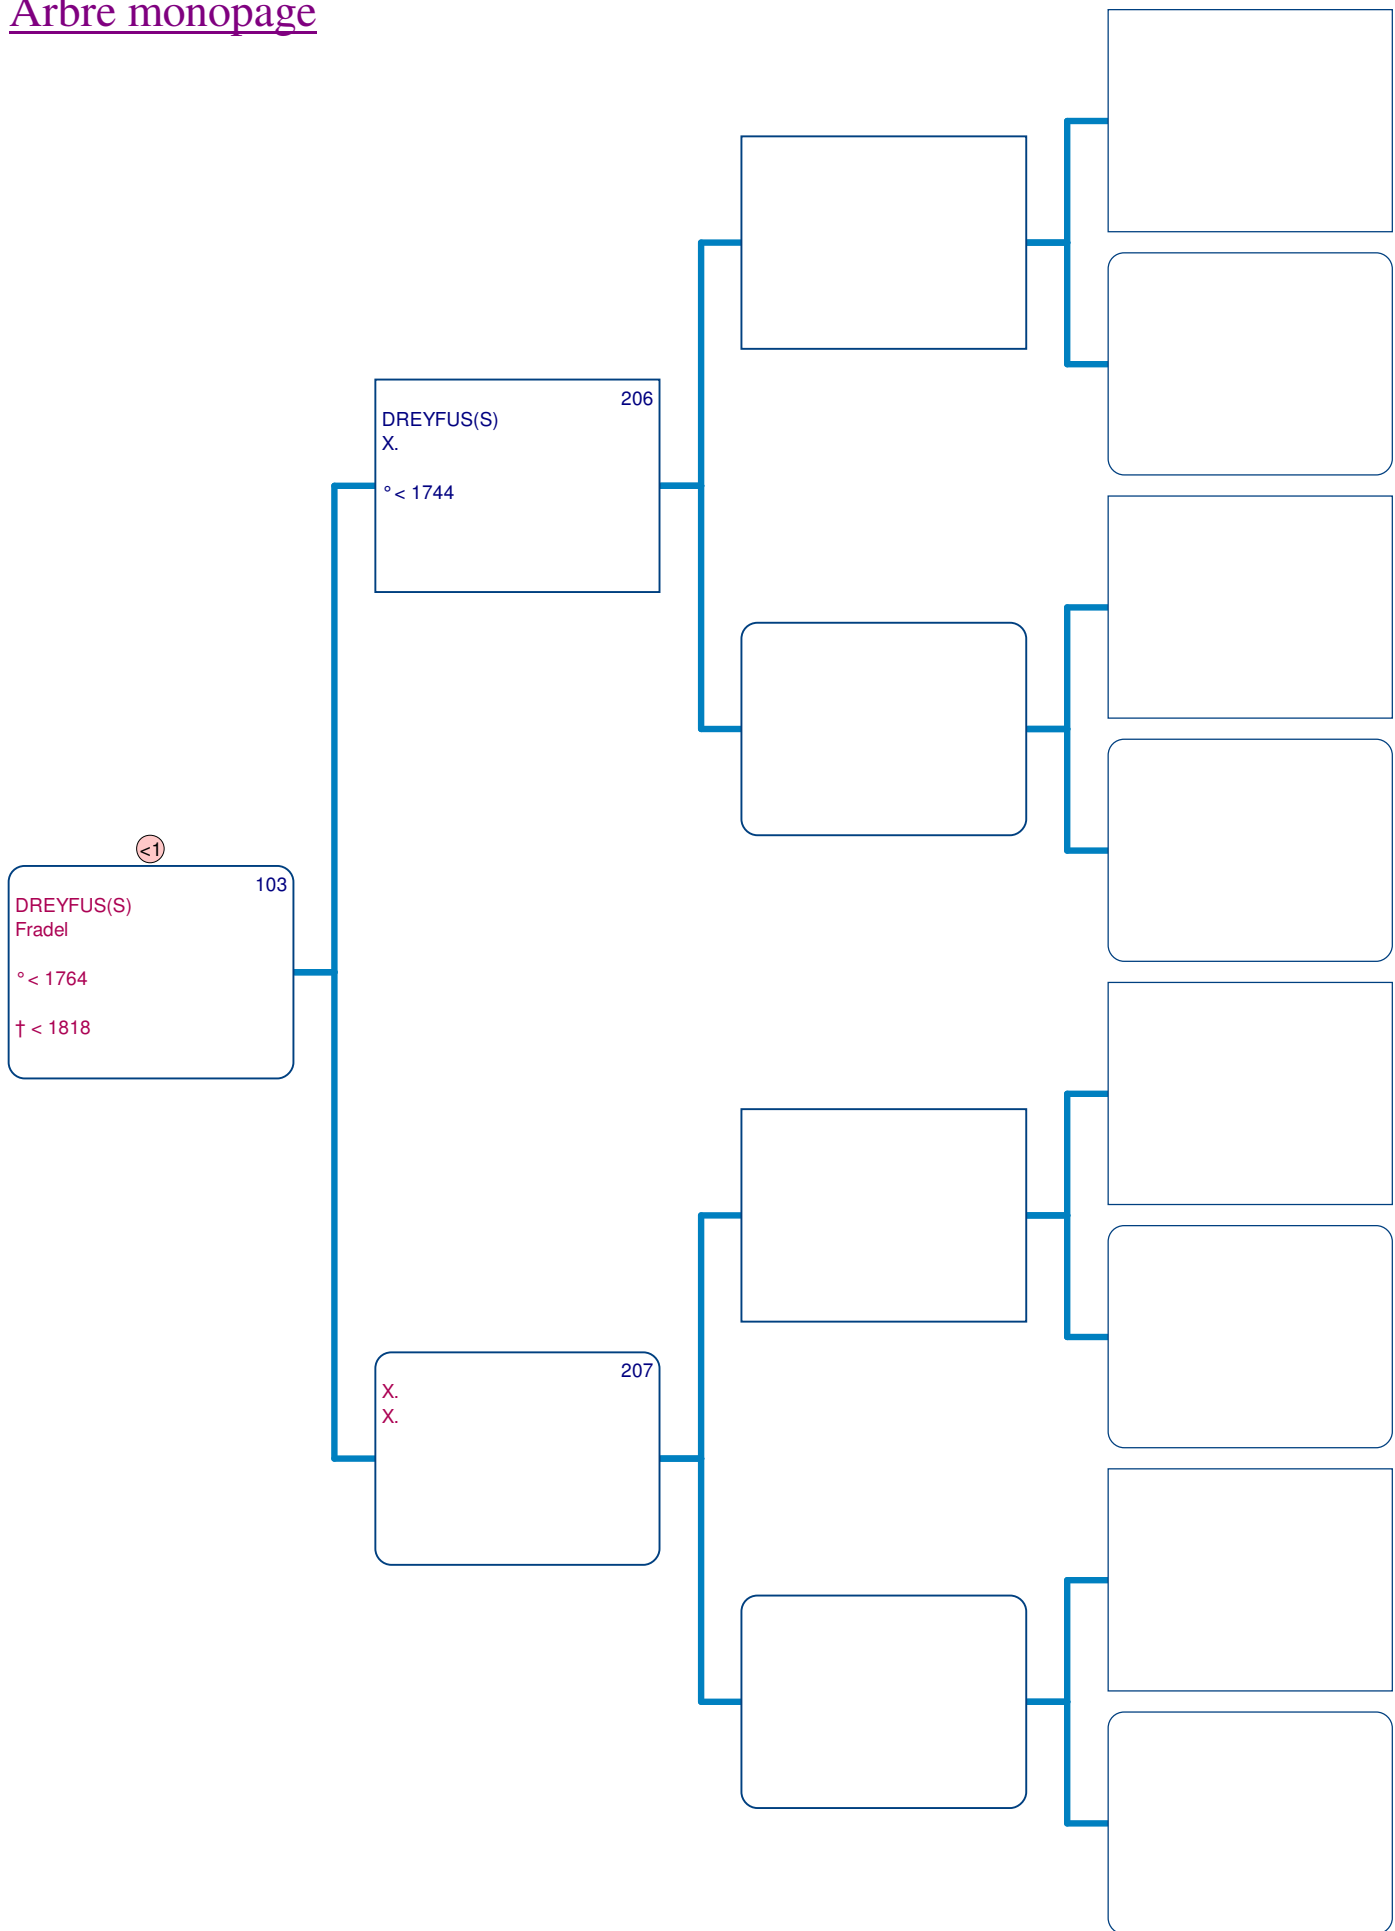 Arbre monopage
206
DREYFUS(S)
X.
° < 1744
<1
103
DREYFUS(S)
Fradel
° < 1764
† < 1818
207
X.
X.